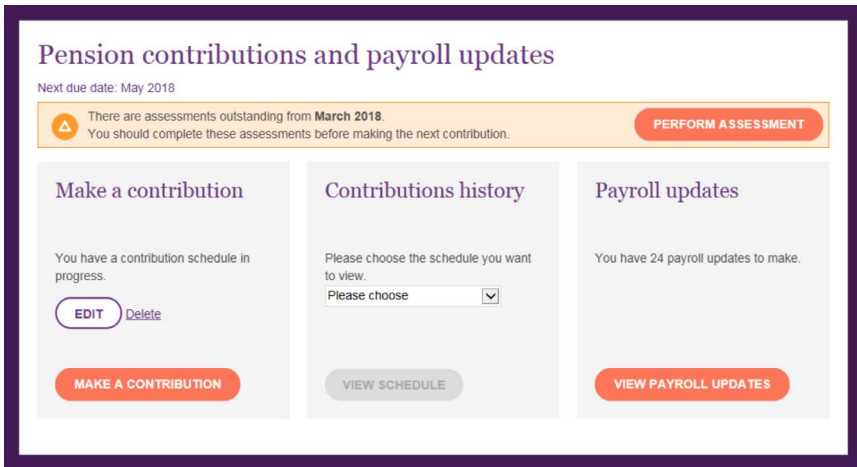 Pension contributions and payroll updates
Next due date: May 2018
There are assessments outstanding from March 2018.
You should complete these assessments before making the next contribution.
PERFORM ASSESSMENT
Make a contribution
You have a contribution schedule in
progress.
EDIT Delete
MAKE A CONTRIBUTION
Contributions history
Please choose the schedule you want
to view.
Please choose
VIEW SCHEDULE
Payroll updates
You have 24 payroll updates to make.
VIEW PAYROLL UPDATES